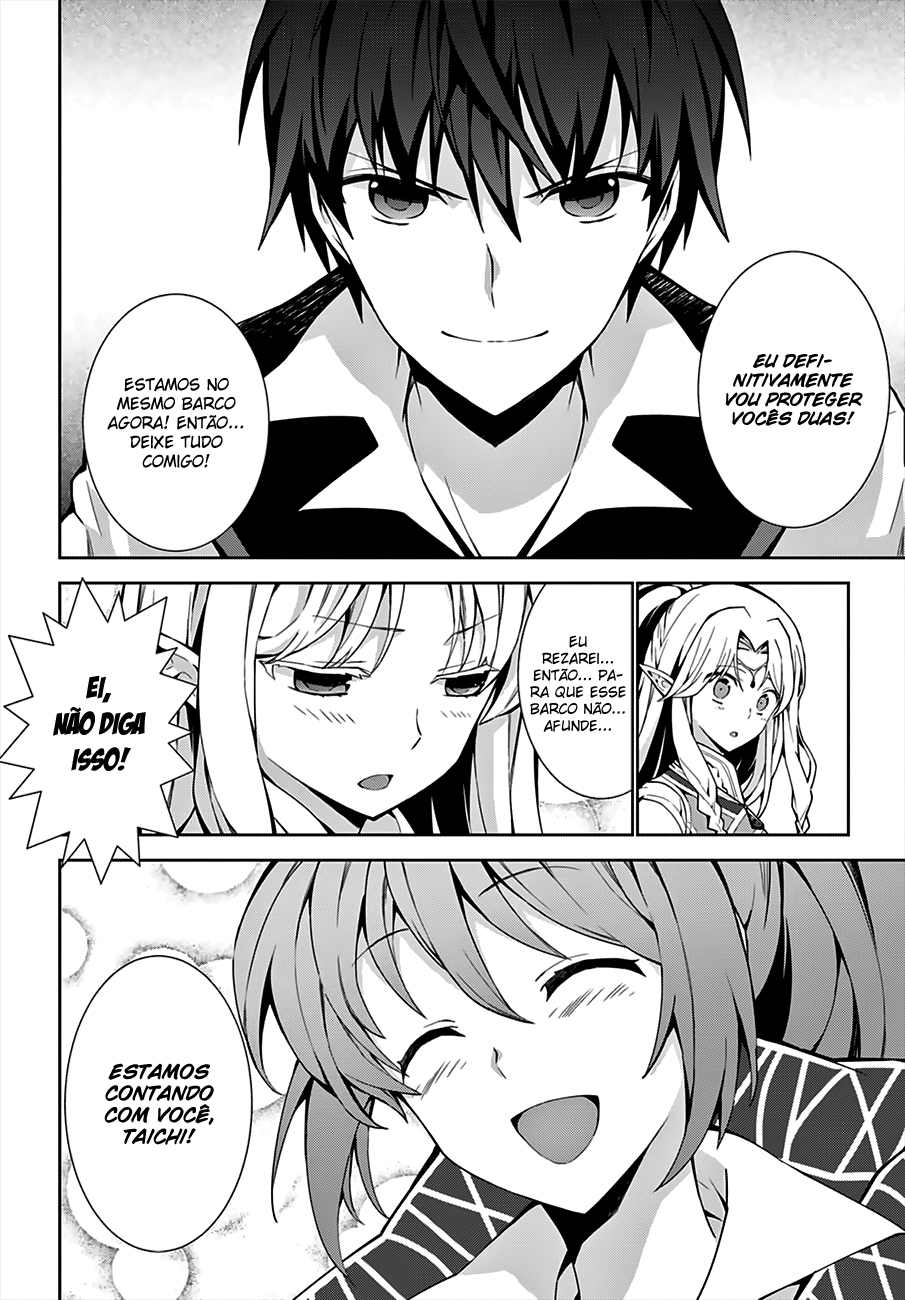 EU DEFI-
NITIVAMENTE
VOU PROTEGER
VOCÊS DUAS!
ESTAMOS NO
MESMO BARCO
AGORA! ENTÃO...
DEIXE TUDO
COMIGO!
EU
REZAREI...
ENTÃO... PA-
RA QUE ESSE
BARCO NÃO...
AFUNDE...
EI,
NÃO DIGA
ISSO!
ESTAMOS
CONTANDO
COM VOCÊ,
TAICHI!